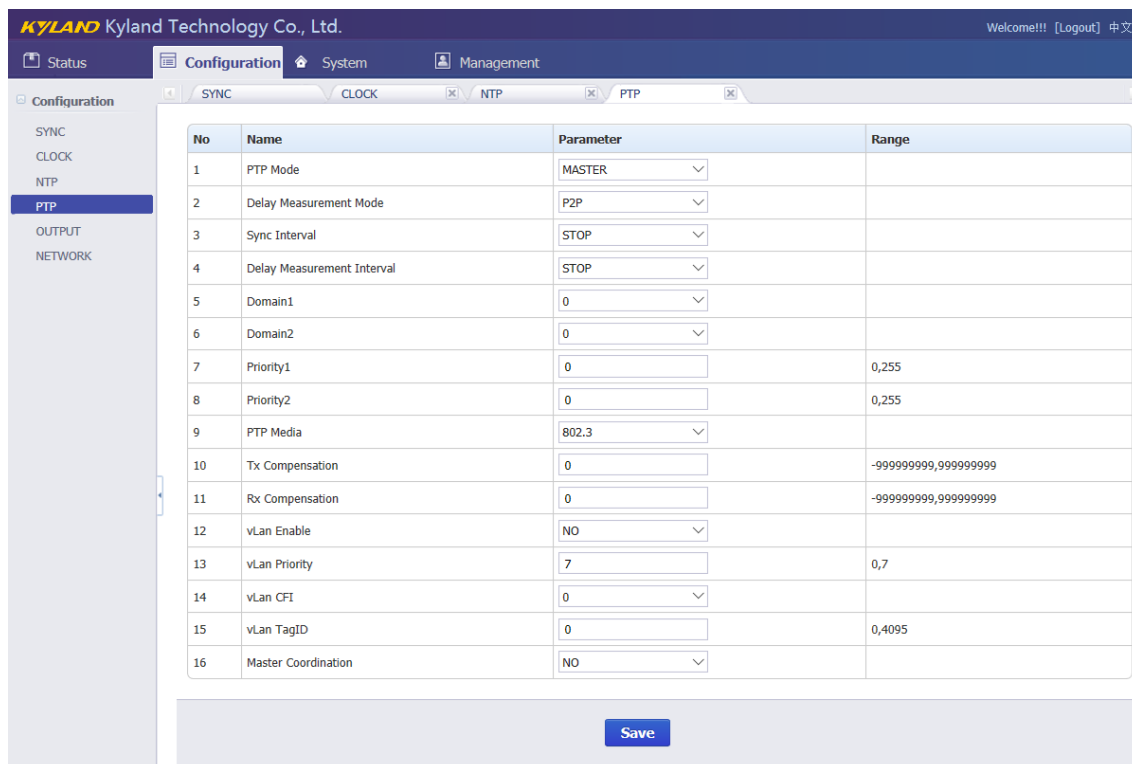 KYLAND Kyland Technology Co., Ltd. Welcome!!! [Logout] 中文
Status Configuration System Management
Configuration
SYNC
CLOCK
NTP
PTP
OUTPUT
NETWORK
SYNC CLOCK NTP PTP
No Name Parameter Range
1 PTP Mode MASTER
2 Delay Measurement Mode P2P
3 Sync Interval STOP
4 Delay Measurement Interval STOP
5 Domain1 0
6 Domain2 0
7 Priority1 0 0,255
8 Priority2 0 0,255
9 PTP Media 802.3
10 Tx Compensation 0 -999999999,999999999
11 Rx Compensation 0 -999999999,999999999
12 vLan Enable NO
13 vLan Priority 7 0,7
14 vLan CFI 0
15 vLan TagID 0 0,4095
16 Master Coordination NO
Save